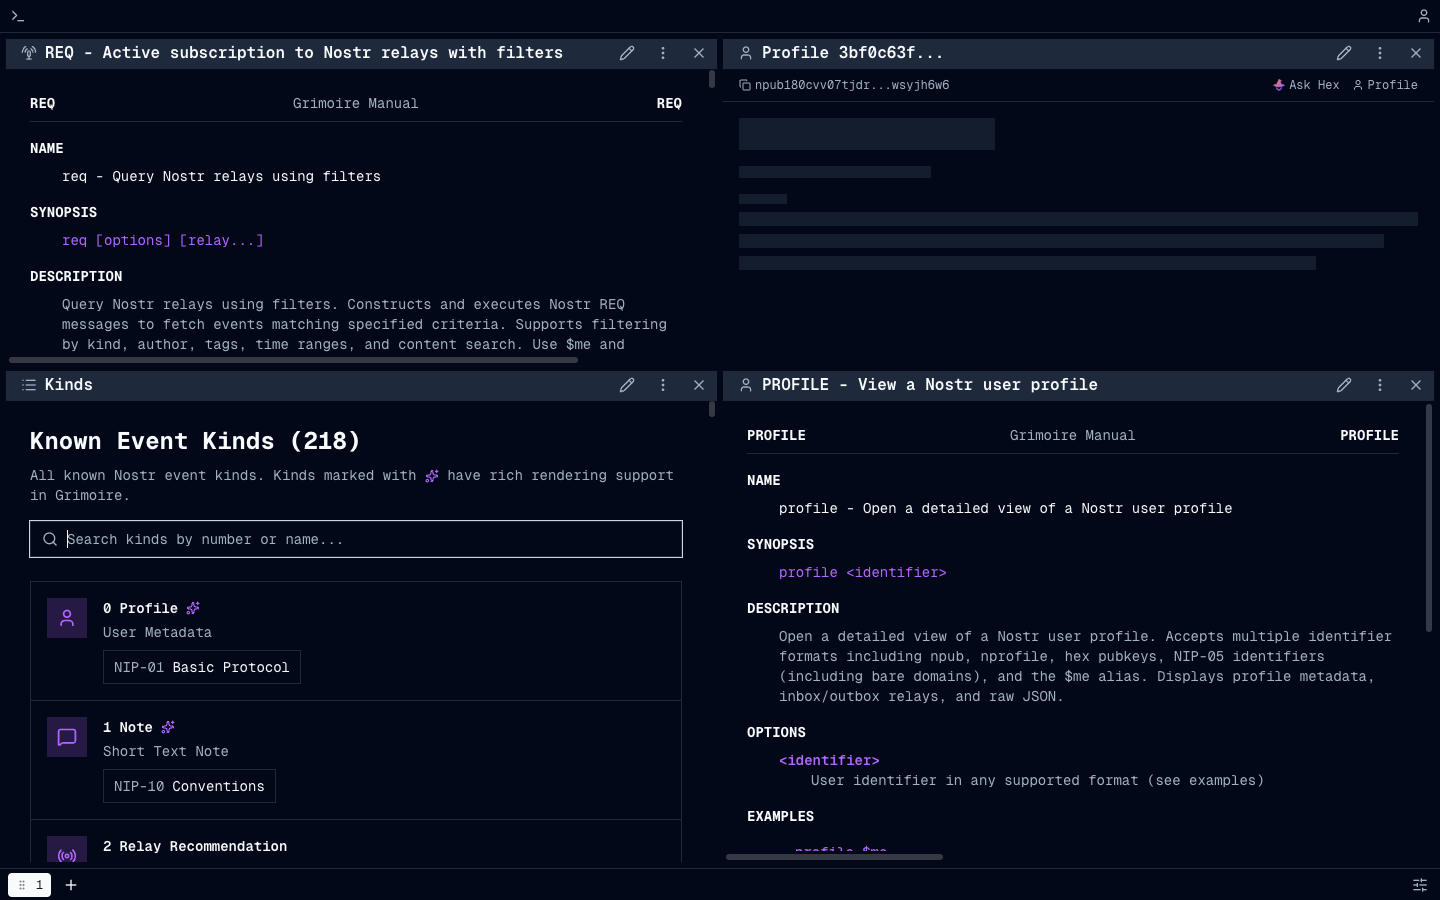 REQ - Active subscription to Nostr relays with filters
REQ Grimoire Manual REQ
NAME
req - Query Nostr relays using filters
SYNOPSIS
req [options] [relay...]
DESCRIPTION
Query Nostr relays using filters. Constructs and executes Nostr REQ
messages to fetch events matching specified criteria. Supports filtering
by kind, author, tags, time ranges, and content search. Use $me and
Profile 3bf0c63f...
npub180cvv07tjdr...wsyjh6w6 Ask Hex Profile
Kinds
Known Event Kinds (218)
All known Nostr event kinds. Kinds marked with have rich rendering support
in Grimoire.
Search kinds by number or name...
0 Profile
User Metadata
NIP-01 Basic Protocol
1 Note
Short Text Note
NIP-10 Conventions
2 Relay Recommendation
PROFILE - View a Nostr user profile
PROFILE Grimoire Manual PROFILE
NAME
profile - Open a detailed view of a Nostr user profile
SYNOPSIS
profile <identifier>
DESCRIPTION
Open a detailed view of a Nostr user profile. Accepts multiple identifier
formats including npub, nprofile, hex pubkeys, NIP-05 identifiers
(including bare domains), and the $me alias. Displays profile metadata,
inbox/outbox relays, and raw JSON.
OPTIONS
<identifier>
User identifier in any supported format (see examples)
EXAMPLES
profile $me
1